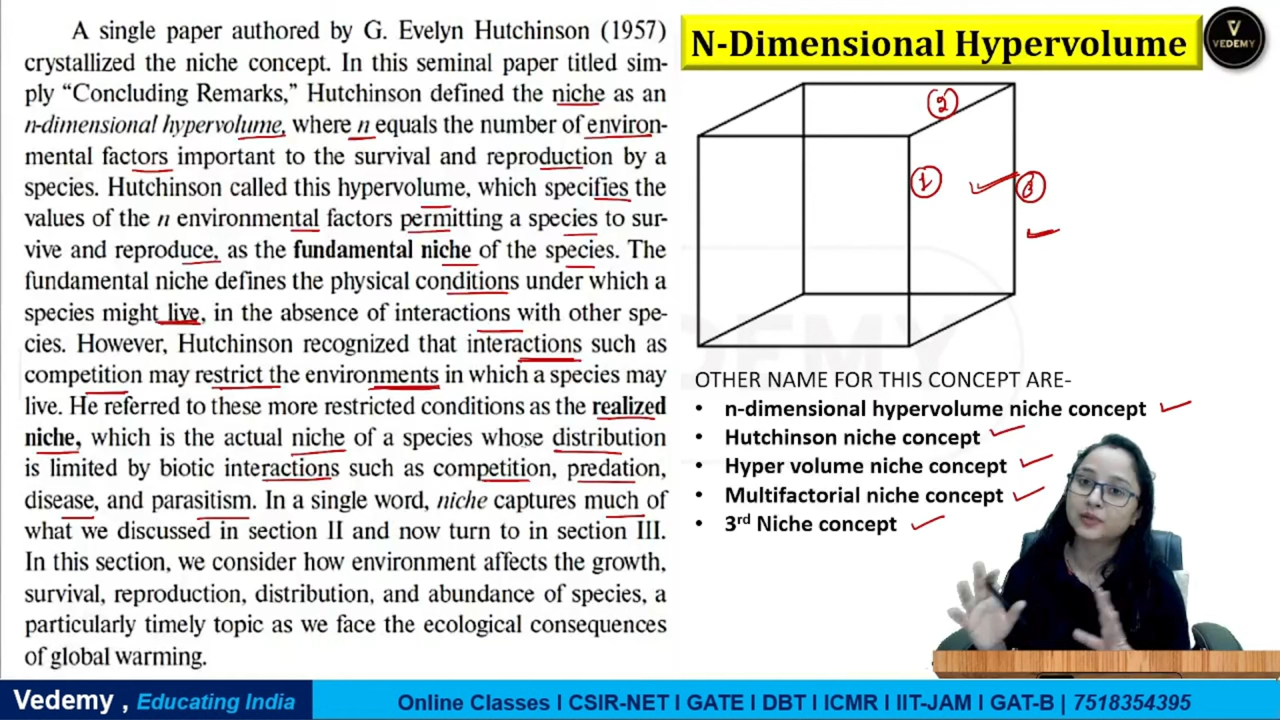 A single paper authored by G. Evelyn Hutchinson (1957)
crystallized the niche concept. In this seminal paper titled sim-
ply “Concluding Remarks,” Hutchinson defined the niche as an
n-dimensional hypervolume, where n equals the number of environ-
mental factors important to the survival and reproduction by a
species. Hutchinson called this hypervolume, which specifies the
values of the n environmental factors permitting a species to sur-
vive and reproduce, as the fundamental niche of the species. The
fundamental niche defines the physical conditions under which a
species might live, in the absence of interactions with other spe-
cies. However, Hutchinson recognized that interactions such as
competition may restrict the environments in which a species may
live. He referred to these more restricted conditions as the realized
niche, which is the actual niche of a species whose distribution
is limited by biotic interactions such as competition, predation,
disease, and parasitism. In a single word, niche captures much of
what we discussed in section II and now turn to in section III.
In this section, we consider how environment affects the growth,
survival, reproduction, distribution, and abundance of species, a
particularly timely topic as we face the ecological consequences
of global warming.
N-Dimensional Hypervolume
VEDEMY
2
1
3
OTHER NAME FOR THIS CONCEPT ARE-
• n-dimensional hypervolume niche concept
• Hutchinson niche concept
• Hyper volume niche concept
• Multifactorial niche concept
• 3rd Niche concept
Vedemy , Educating India
Online Classes I CSIR-NET I GATE I DBT I ICMR I IIT-JAM I GAT-B I 7518354395